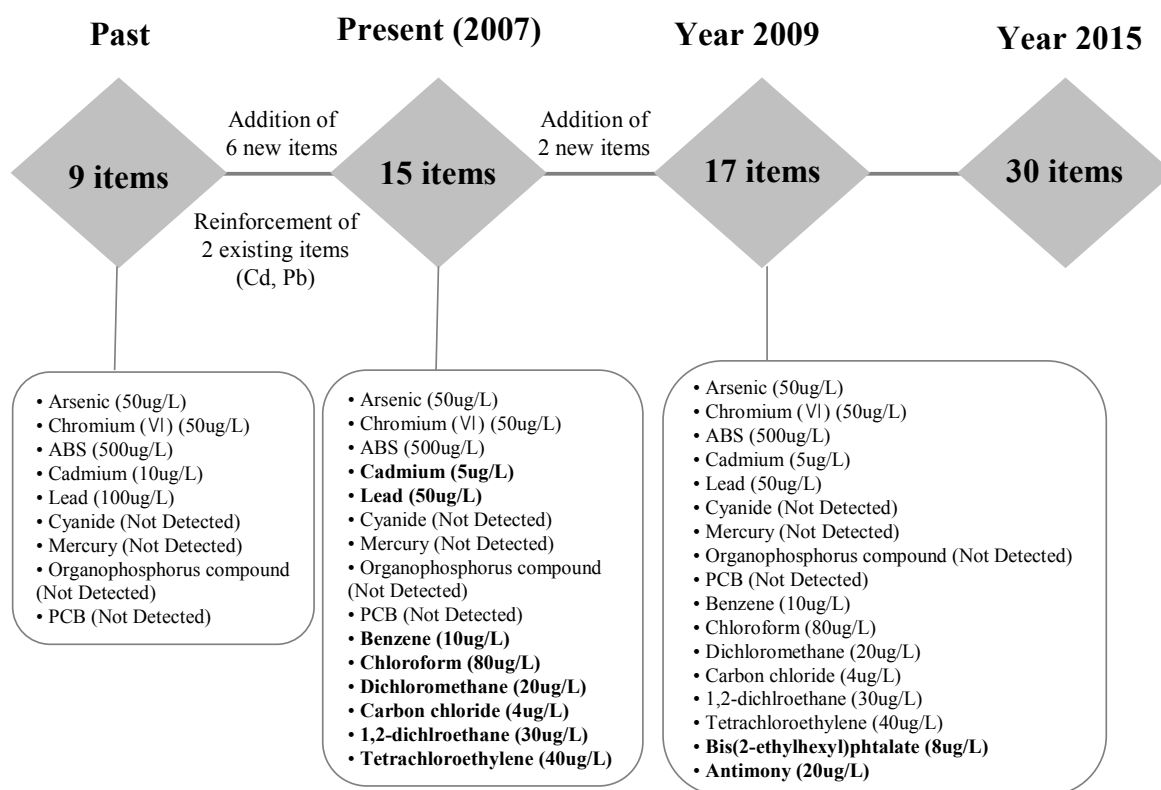 Past
Present (2007)
Year 2009
Year 2015
9 items
Addition of
6 new items
Reinforcement of
2 existing items
(Cd, Pb)
15 items
Addition of
2 new items
17 items
30 items
• Arsenic (50ug/L)
• Chromium (Ⅵ) (50ug/L)
• ABS (500ug/L)
• Cadmium (10ug/L)
• Lead (100ug/L)
• Cyanide (Not Detected)
• Mercury (Not Detected)
• Organophosphorus compound
(Not Detected)
• PCB (Not Detected)
• Arsenic (50ug/L)
• Chromium (Ⅵ) (50ug/L)
• ABS (500ug/L)
• Cadmium (5ug/L)
• Lead (50ug/L)
• Cyanide (Not Detected)
• Mercury (Not Detected)
• Organophosphorus compound
(Not Detected)
• PCB (Not Detected)
• Benzene (10ug/L)
• Chloroform (80ug/L)
• Dichloromethane (20ug/L)
• Carbon chloride (4ug/L)
• 1,2-dichlroethane (30ug/L)
• Tetrachloroethylene (40ug/L)
• Arsenic (50ug/L)
• Chromium (Ⅵ) (50ug/L)
• ABS (500ug/L)
• Cadmium (5ug/L)
• Lead (50ug/L)
• Cyanide (Not Detected)
• Mercury (Not Detected)
• Organophosphorus compound (Not Detected)
• PCB (Not Detected)
• Benzene (10ug/L)
• Chloroform (80ug/L)
• Dichloromethane (20ug/L)
• Carbon chloride (4ug/L)
• 1,2-dichlroethane (30ug/L)
• Tetrachloroethylene (40ug/L)
• Bis(2-ethylhexyl)phtalate (8ug/L)
• Antimony (20ug/L)